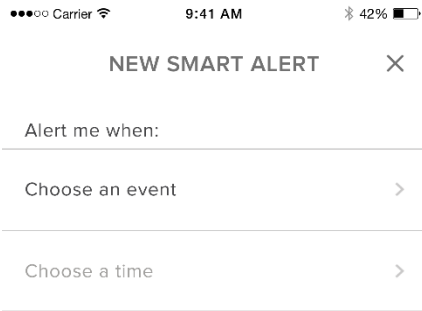 Carrier 9:41 AM 42%
NEW SMART ALERT
Alert me when:
Choose an event
Choose a time